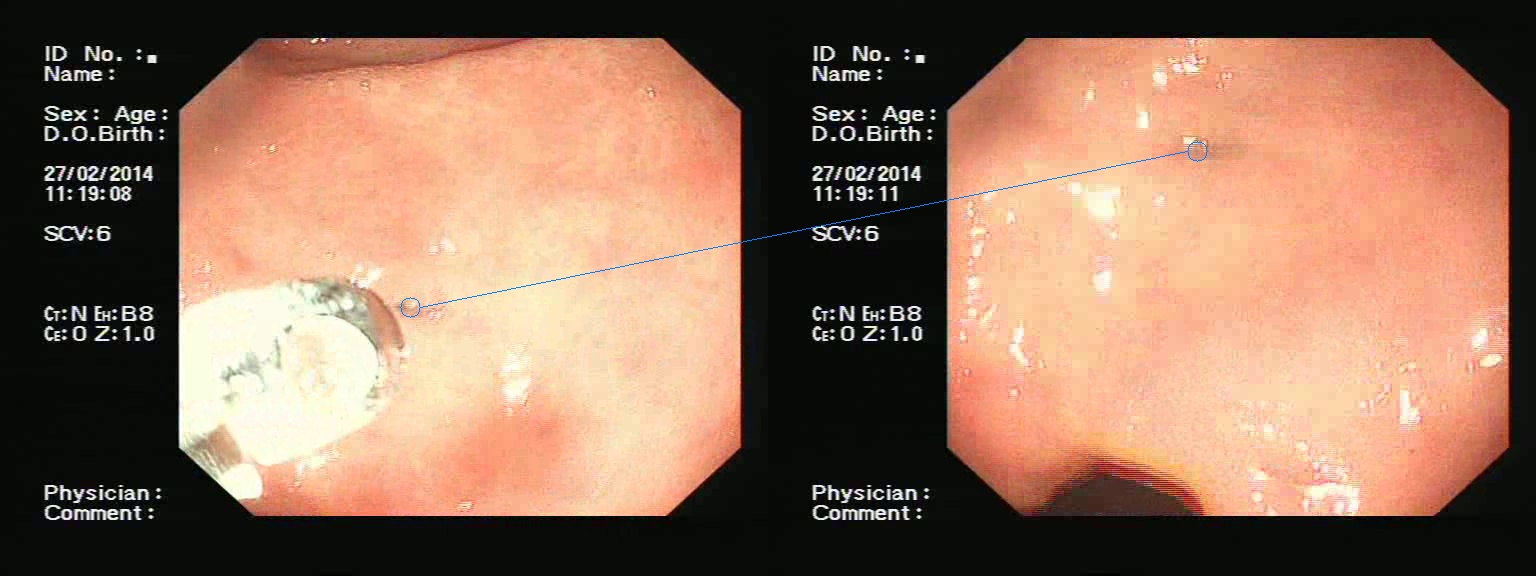 ID No. :
Name:
Sex: Age:
D.O.Birth:
27/02/2014
11:19:08
SCV:6
CT:N EH:B8
CE:0 Z:1.0
Physician:
Comment:
ID No. :
Name:
Sex: Age:
D.O.Birth:
27/02/2014
11:19:11
SCV:6
CT:N EH:B8
CE:0 Z:1.0
Physician:
Comment: